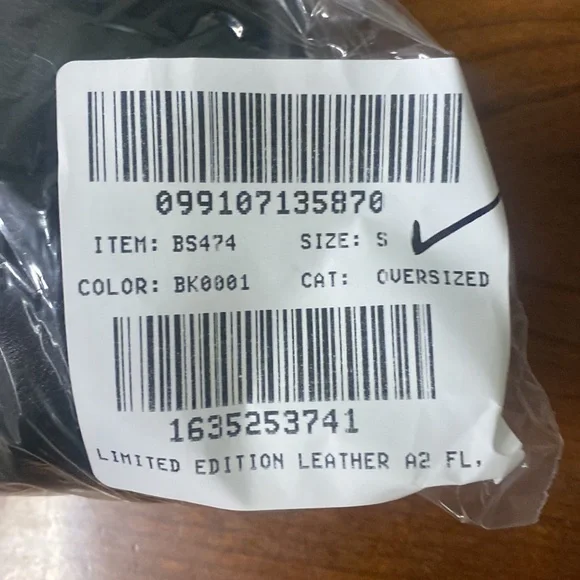 099107135870
ITEM: BS474 SIZE: S
COLOR: BK0001 CAT: OVERSIZED
1635253741
LIMITED EDITION LEATHER A2 FL,